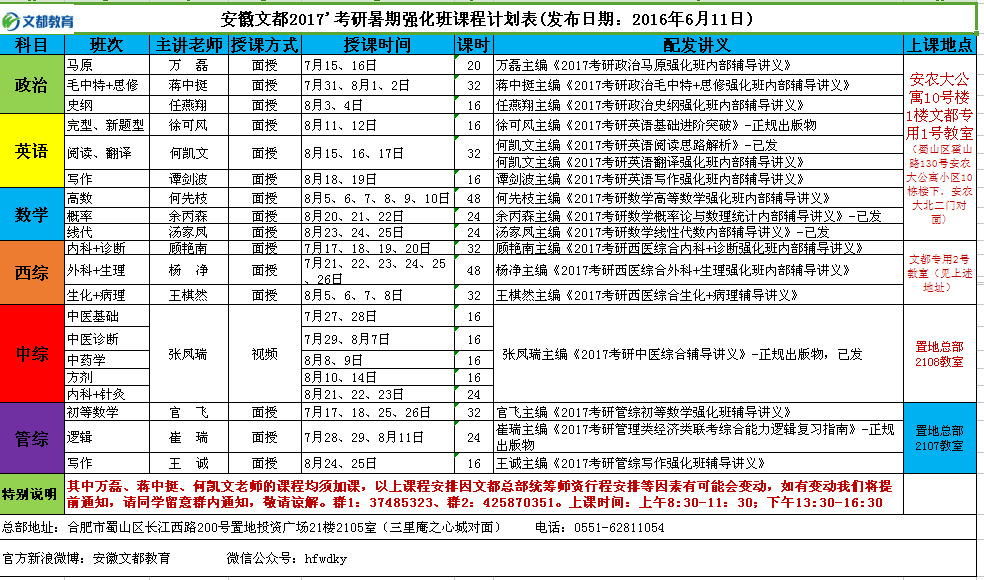 文都教育
安徽文都2017'考研暑期强化班课程计划表(发布日期：2016年6月11日)
科目 班次 主讲老师 授课方式 授课时间 课时 配发讲义 上课地点
政治
马原 万 磊 面授 7月15、16日 20 万磊主编《2017考研政治马原强化班内部辅导讲义》
毛中特+思修 蒋中挺 面授 7月31、8月1、2日 32 蒋中挺主编《2017考研政治毛中特+思修强化班内部辅导讲义》
史纲 任燕翔 面授 8月3、4日 16 任燕翔主编《2017考研政治史纲强化班内部辅导讲义》
英语
完型、新题型 徐可风 面授 8月11、12日 16 徐可风主编《2017考研英语基础进阶突破》-正规出版物
阅读、翻译 何凯文 面授 8月15、16、17日 32 何凯文主编《2017考研英语阅读思路解析》-已发
何凯文主编《2017考研英语翻译强化班内部辅导讲义》
写作 谭剑波 面授 8月18、19日 16 谭剑波主编《2017考研英语写作强化班内部辅导讲义》
数学
高数 何先枝 面授 8月5、6、7、8、9、10日 48 何先枝主编《2017考研数学高等数学强化班内部辅导讲义》
概率 余丙森 面授 8月20、21、22日 24 余丙森主编《2017考研数学概率论与数理统计内部辅导讲义》-已发
线代 汤家凤 面授 8月23、24、25日 24 汤家凤主编《2017考研数学线性代数内部辅导讲义》-已发
安农大公
寓10号楼
1楼文都专
用1号教室
（蜀山区霍山
路130号安农
大公寓小区10
栋楼下、安农
大北二门对
面）
西综
内科+诊断 顾艳南 面授 7月17、18、19、20日 32 顾艳南主编《2017考研西医综合内科+诊断强化班内部辅导讲义》
外科+生理 杨 净 面授 7月21、22、23、24、25
、26日 48 杨净主编《2017考研西医综合外科+生理强化班内部辅导讲义》
生化+病理 王棋然 面授 8月5、6、7、8日 32 王棋然主编《2017考研西医综合生化+病理辅导讲义》
文都专用2号
教室（见上述
地址）
中综
中医基础 7月27、28日 16
中医诊断 7月29、8月7日 16
中药学 8月8、9日 16
方剂 8月10、14日 16
内科+针灸 8月21、22、23日 24
张凤瑞 视频 张凤瑞主编《2017考研中医综合辅导讲义》-正规出版物，已发
置地总部
2108教室
管综
初等数学 官 飞 面授 7月17、18、25、26日 32 官飞主编《2017考研管综初等数学强化班辅导讲义》
逻辑 崔 瑞 面授 7月28、29、8月11日 24 崔瑞主编《2017考研管理类经济类联考综合能力逻辑复习指南》-正规
出版物
写作 王 诚 面授 8月24、25日 16 王诚主编《2017考研管综写作强化班辅导讲义》
置地总部
2107教室
特别说明
其中万磊、蒋中挺、何凯文老师的课程均须加课，以上课程安排因文都总部统筹师资行程安排等因素有可能会变动，如有变动我们将提
前通知，请同学留意群内通知，敬请谅解。群1：37485323、群2：425870351。上课时间：上午8:30-11：30；下午13:30-16:30
总部地址：合肥市蜀山区长江西路200号置地投资广场21楼2105室（三里庵之心城对面） 电话：0551-62811054
官方新浪微博：安徽文都教育 微信公众号：hfwdky